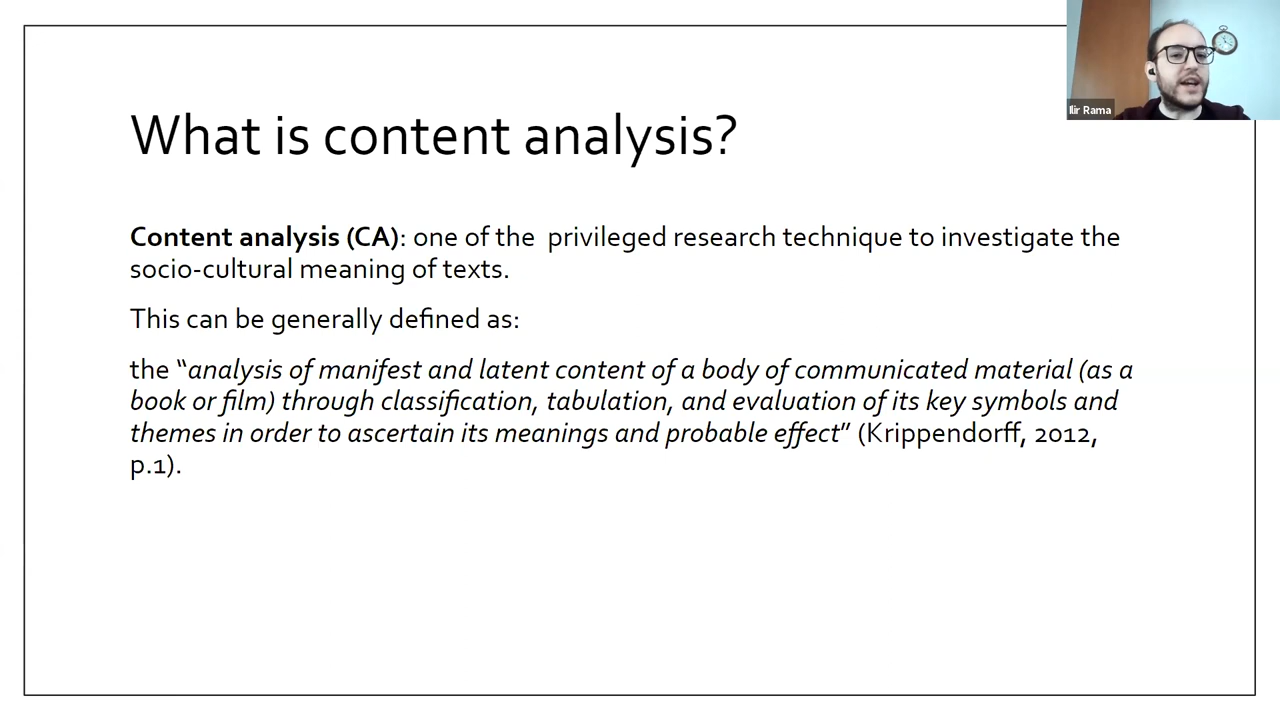 What is content analysis?
Content analysis (CA): one of the  privileged research technique to investigate the
socio-cultural meaning of texts.
This can be generally defined as:
the “analysis of manifest and latent content of a body of communicated material (as a
book or film) through classification, tabulation, and evaluation of its key symbols and
themes in order to ascertain its meanings and probable effect” (Krippendorff, 2012,
p.1).
Ilir Rama